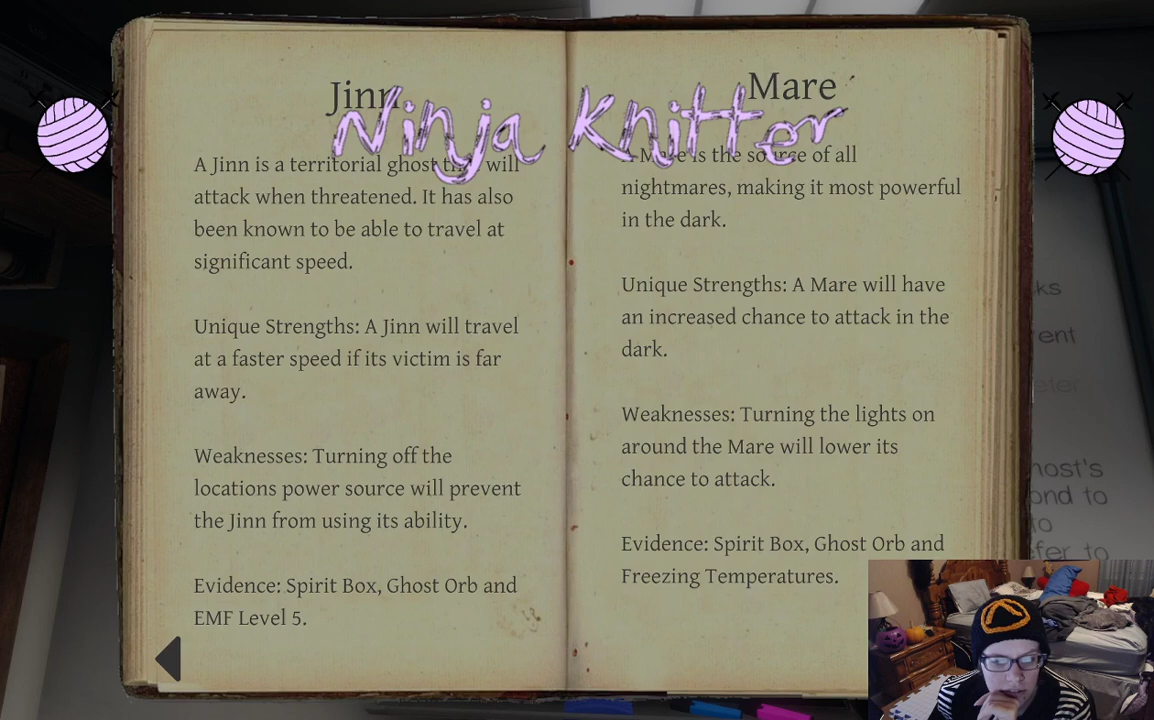 Jinn
Ninja Knitter
A Jinn is a territorial ghost that will
attack when threatened. It has also
been known to be able to travel at
significant speed.
Unique Strengths: A Jinn will travel
at a faster speed if its victim is far
away.
Weaknesses: Turning off the
locations power source will prevent
the Jinn from using its ability.
Evidence: Spirit Box, Ghost Orb and
EMF Level 5.
Mare
A Mare is the source of all
nightmares, making it most powerful
in the dark.
Unique Strengths: A Mare will have
an increased chance to attack in the
dark.
Weaknesses: Turning the lights on
around the Mare will lower its
chance to attack.
Evidence: Spirit Box, Ghost Orb and
Freezing Temperatures.